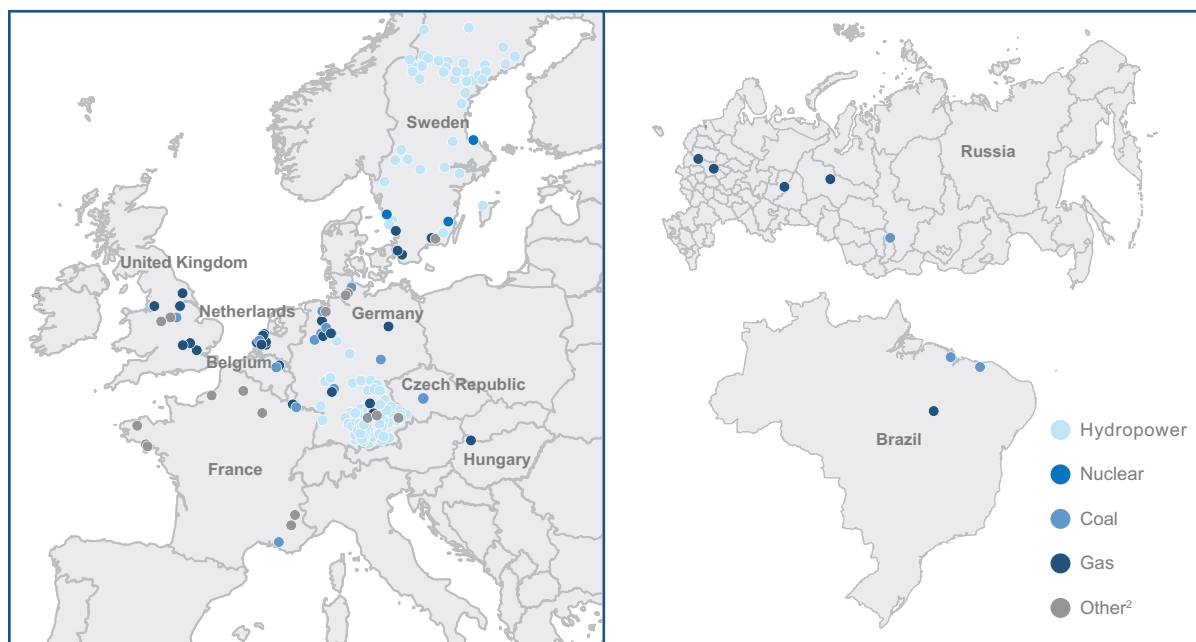 Sweden
United Kingdom
Netherlands
Germany
Belgium
Czech Republic
France
Hungary
Russia
Brazil
Hydropower
Nuclear
Coal
Gas
Other²